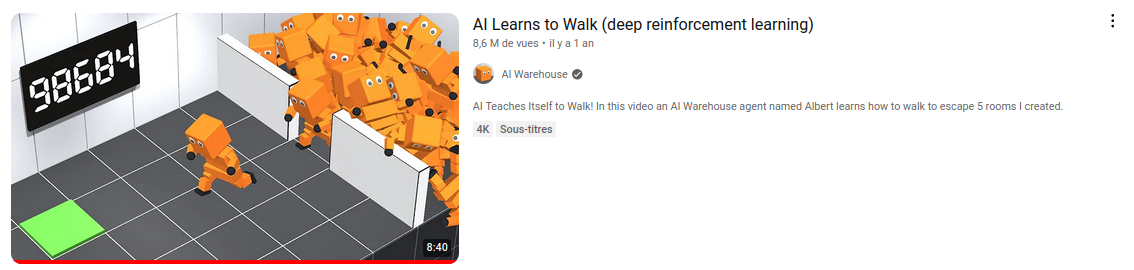 98684
8:40
AI Learns to Walk (deep reinforcement learning)
8,6 M de vues • il y a 1 an
AI Warehouse
AI Teaches Itself to Walk! In this video an AI Warehouse agent named Albert learns how to walk to escape 5 rooms I created.
4K Sous-titres